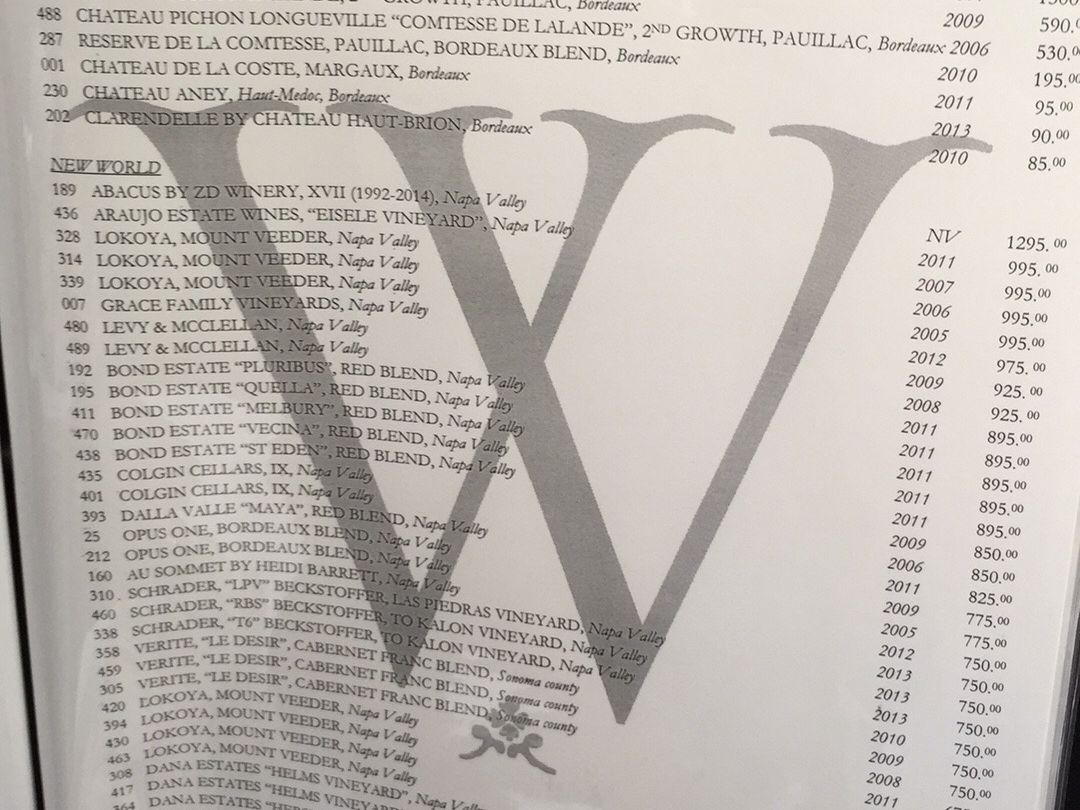 GROWTH, PAUILLAC, Bordeaux 2009 590.
488 CHATEAU PICHON LONGUEVILLE “COMTESSE DE LALANDE”, 2ND GROWTH, PAUILLAC, Bordeaux 2006 530.00
287 RESERVE DE LA COMTESSE, PAUILLAC, BORDEAUX BLEND, Bordeaux 2010 195.00
001 CHATEAU DE LA COSTE, MARGAUX, Bordeaux 2011 95.00
230 CHATEAU ANEY, Haut-Medoc, Bordeaux 2013 90.00
202 CLARENDELLE BY CHATEAU HAUT-BRION, Bordeaux 2010 85.00
NEW WORLD
189 ABACUS BY ZD WINERY, XVII (1992-2014), Napa Valley NV 1295.00
436 ARAUJO ESTATE WINES, “EISELE VINEYARD”, Napa Valley 2011 995.00
328 LOKOYA, MOUNT VEEDER, Napa Valley 2007 995.00
314 LOKOYA, MOUNT VEEDER, Napa Valley 2006 995.00
339 LOKOYA, MOUNT VEEDER, Napa Valley 2005 995.00
007 GRACE FAMILY VINEYARDS, Napa Valley 2012 975.00
480 LEVY & MCCLELLAN, Napa Valley 2009 925.00
489 LEVY & MCCLELLAN, Napa Valley 2008 925.00
192 BOND ESTATE “PLURIBUS”, RED BLEND, Napa Valley 2011 895.00
195 BOND ESTATE “QUELLA”, RED BLEND, Napa Valley 2011 895.00
411 BOND ESTATE “MELBURY”, RED BLEND, Napa Valley 2011 895.00
470 BOND ESTATE “VECINA”, RED BLEND, Napa Valley 2011 895.00
438 BOND ESTATE “ST EDEN”, RED BLEND, Napa Valley 2011 895.00
435 COLGIN CELLARS, IX, Napa Valley 2009 850.00
401 COLGIN CELLARS, IX, Napa Valley 2006 850.00
393 DALLA VALLE “MAYA”, RED BLEND, Napa Valley 2011 825.00
25 OPUS ONE, BORDEAUX BLEND, Napa Valley 2009 775.00
212 OPUS ONE, BORDEAUX BLEND, Napa Valley 2005 775.00
160 AU SOMMET BY HEIDI BARRETT, Napa Valley 2012 750.00
310. SCHRADER, “LPV” BECKSTOFFER, LAS PIEDRAS VINEYARD, Napa Valley 2013 750.00
460 SCHRADER, “RBS” BECKSTOFFER, TO KALON VINEYARD, Napa Valley 2013 750.00
338 SCHRADER, “T6” BECKSTOFFER, TO KALON VINEYARD, Napa Valley 2013 750.00
358 VERITE, “LE DESIR”, CABERNET FRANC BLEND, Sonoma county 2010 750.00
459 VERITE, “LE DESIR”, CABERNET FRANC BLEND, Sonoma county 2009 750.00
305 VERITE, “LE DESIR”, CABERNET FRANC BLEND, Sonoma county 2008
420 LOKOYA, MOUNT VEEDER, Napa Valley 2011
394 LOKOYA, MOUNT VEEDER, Napa Valley
430 LOKOYA, MOUNT VEEDER, Napa Valley
463 LOKOYA, MOUNT VEEDER, Napa Valley
308 DANA ESTATES “HELMS VINEYARD”, Napa Valley
417 DANA ESTATES “HELMS VINEYARD
364 DANA ESTATES